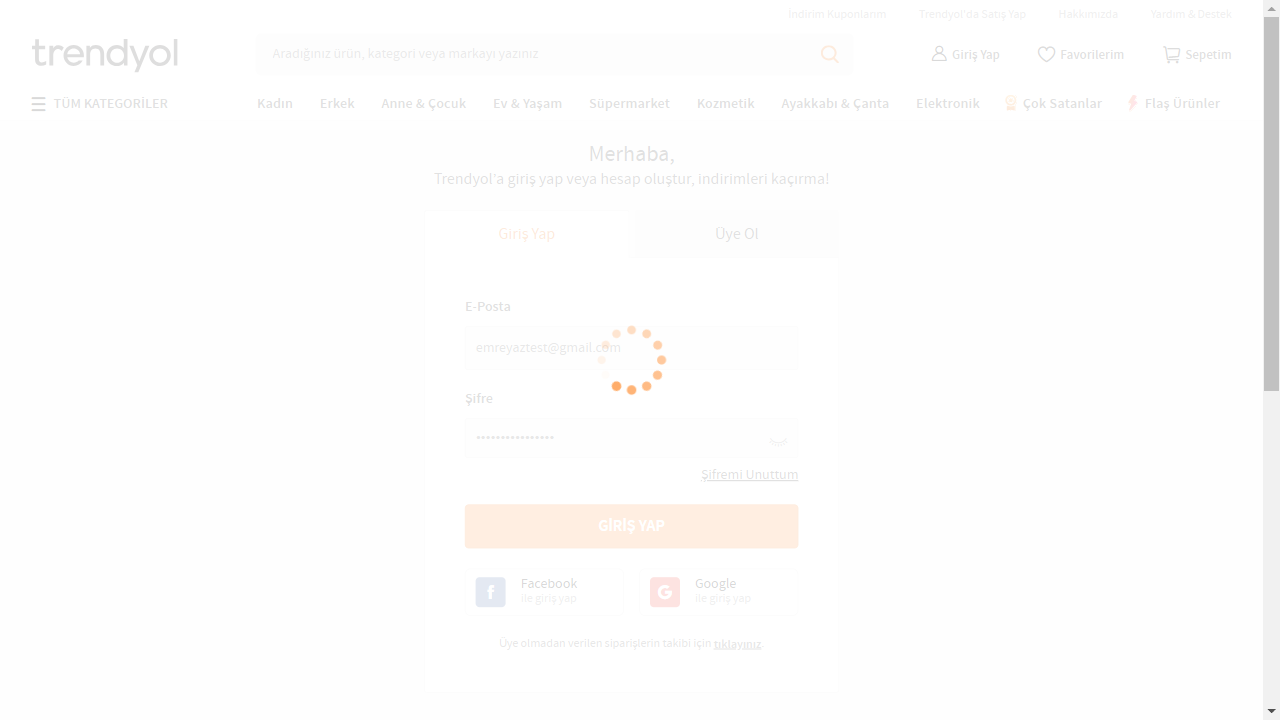 İndirim Kuponlarım Trendyol'da Satış Yap Hakkımızda Yardım & Destek
trendyol
Aradığınız ürün, kategori veya markayı yazınız
Giriş Yap Favorilerim Sepetim
TÜM KATEGORİLER Kadın Erkek Anne & Çocuk Ev & Yaşam Süpermarket Kozmetik Ayakkabı & Çanta Elektronik Çok Satanlar Flaş Ürünler
Merhaba,
Trendyol'a giriş yap veya hesap oluştur, indirimleri kaçırma!
Giriş Yap Üye Ol
E-Posta
emreyaztest@gmail.com
Şifre
••••••••••••••••
Şifremi Unuttum
GİRİŞ YAP
Facebook
ile giriş yap
Google
ile giriş yap
Üye olmadan verilen siparişlerin takibi için tıklayınız